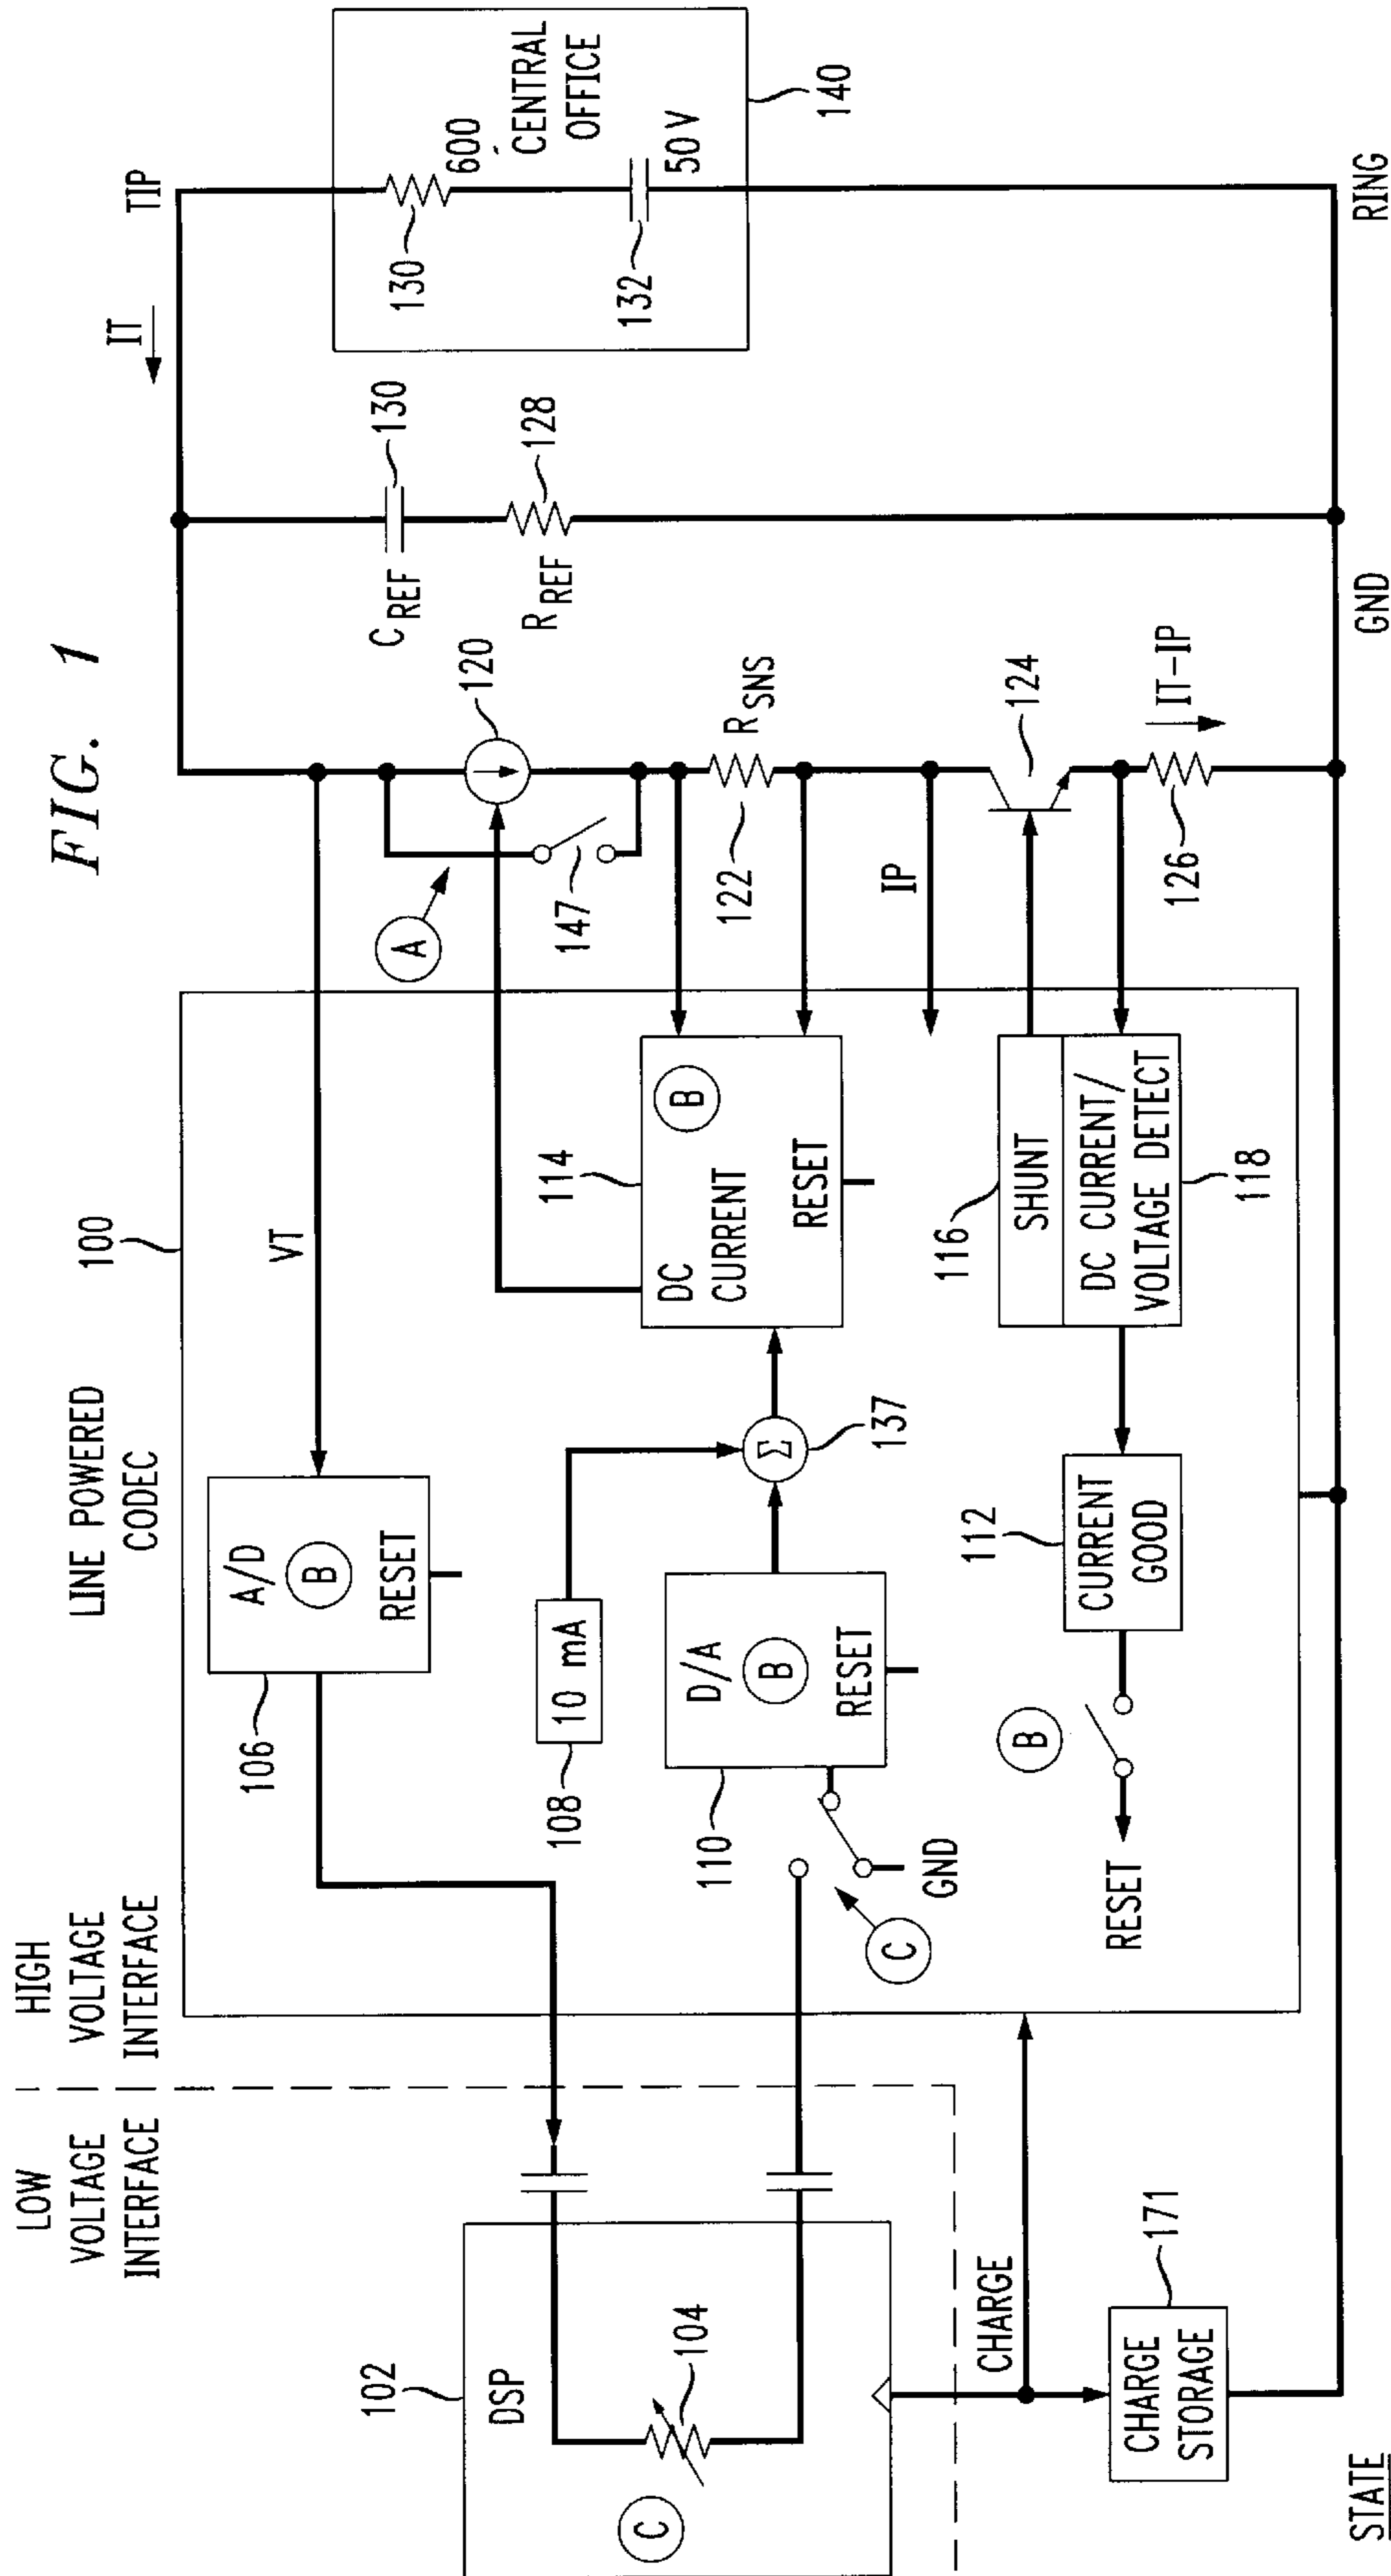 FIG. 1
LOW
VOLTAGE
INTERFACE
HIGH
VOLTAGE
INTERFACE
LINE POWERED
CODEC
100
102
DSP
104
C
106
A/D
B
RESET
VT
108
10 mA
110
D/A
B
RESET
C
GND
137
Σ
114
DC
CURRENT
B
RESET
A
147
120
122
R SNS
IP
116
SHUNT
DC CURRENT/
VOLTAGE DETECT
118
112
CURRENT
GOOD
B
RESET
124
126
IT-IP
C REF
130
R REF
128
IT
TIP
130
600
CENTRAL
OFFICE
132
50 V
140
RING
GND
CHARGE
CHARGE
STORAGE
171
STATE